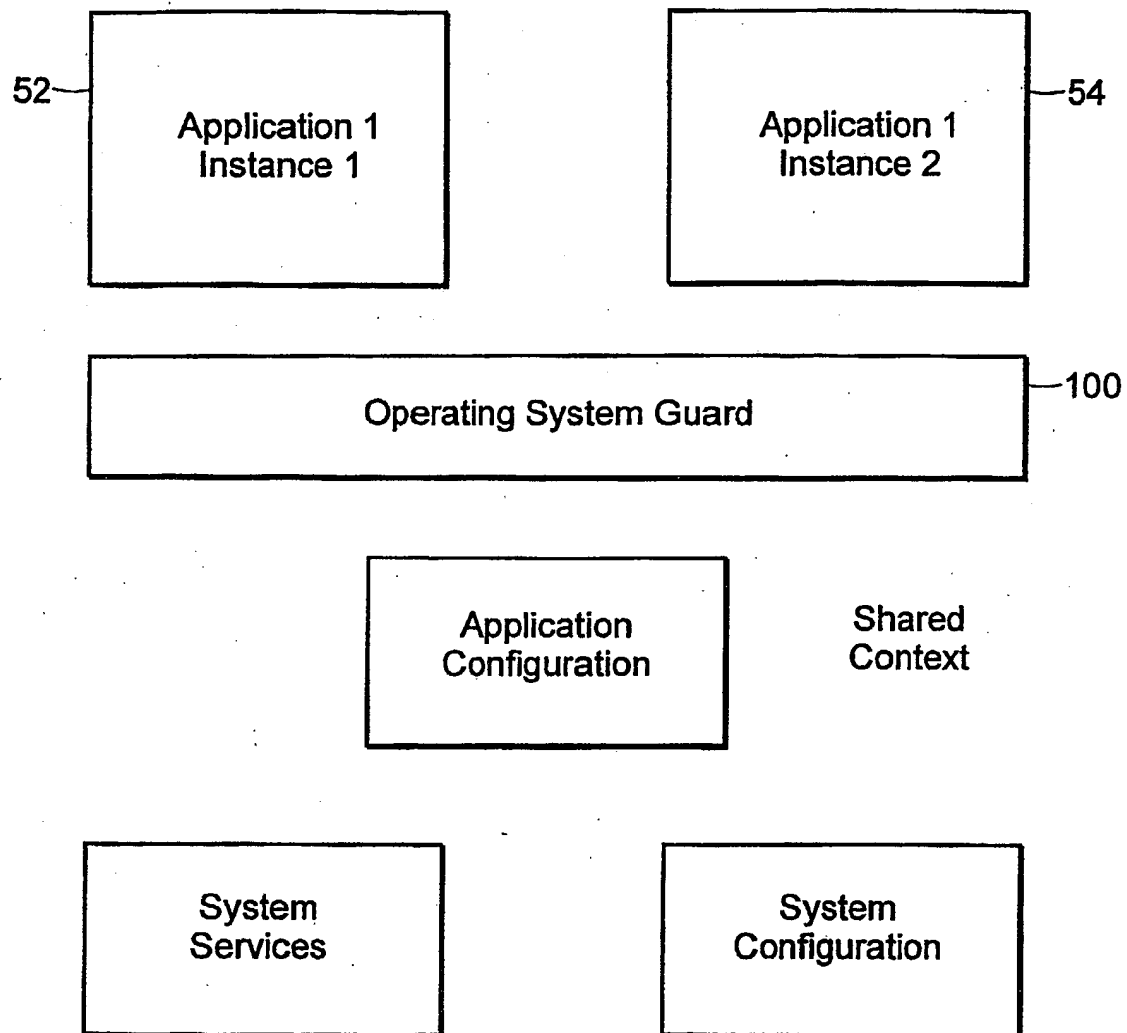 52
Application 1
Instance 1
Application 1
Instance 2
54
Operating System Guard
100
Application
Configuration
Shared
Context
System
Services
System
Configuration